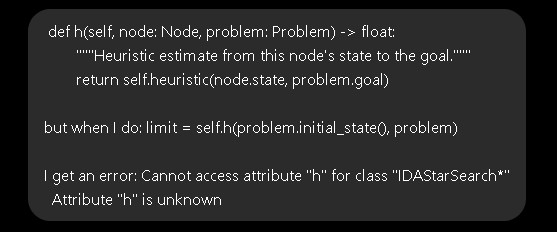 def h(self, node: Node, problem: Problem) -> float:
"""Heuristic estimate from this node's state to the goal."""
return self.heuristic(node.state, problem.goal)
but when I do: limit = self.h(problem.initial_state(), problem)
I get an error: Cannot access attribute "h" for class "IDAStarSearch*"
Attribute "h" is unknown